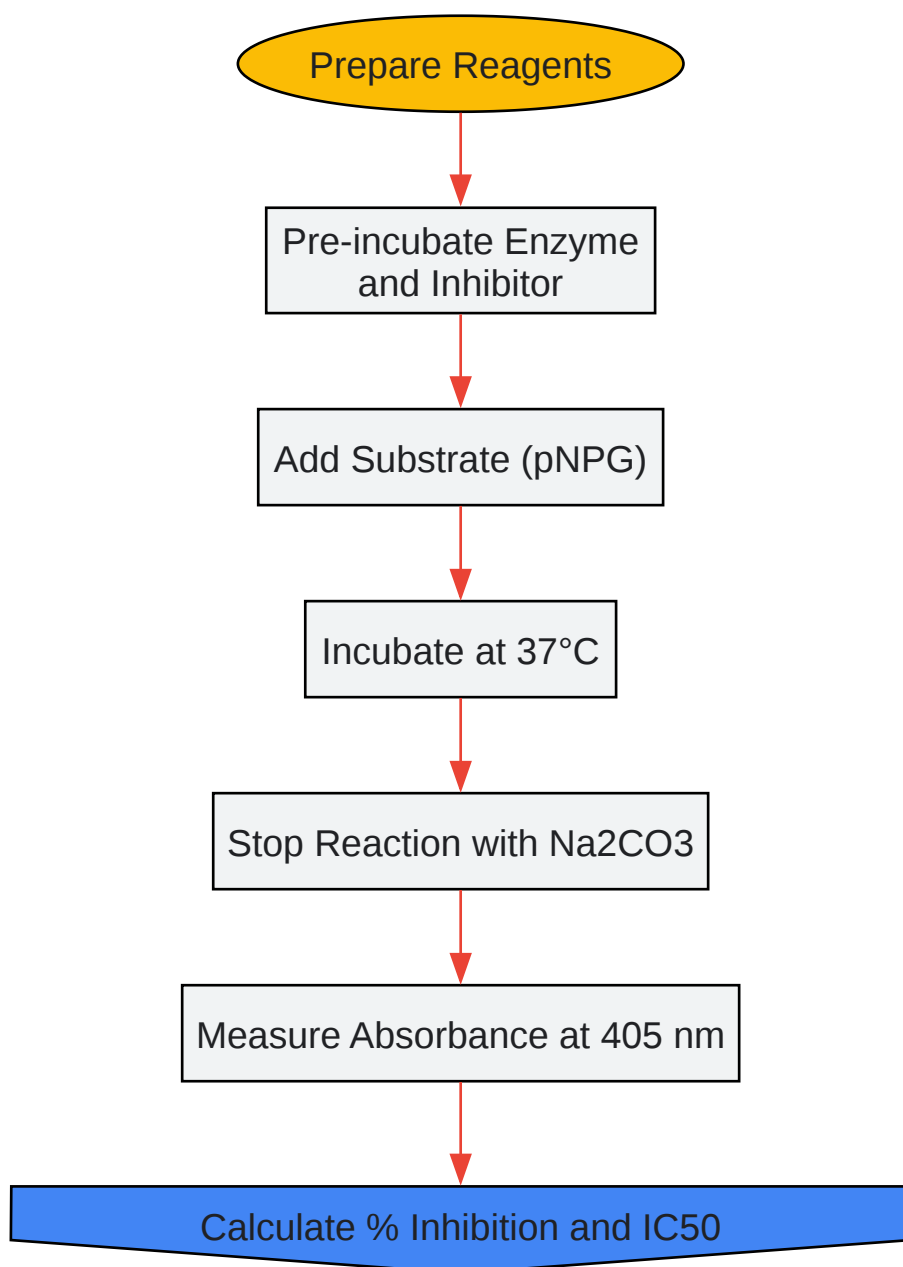 Prepare Reagents
Pre-incubate Enzyme
and Inhibitor
Add Substrate (pNPG)
Incubate at 37°C
Stop Reaction with Na2CO3
Measure Absorbance at 405 nm
Calculate % Inhibition and IC50